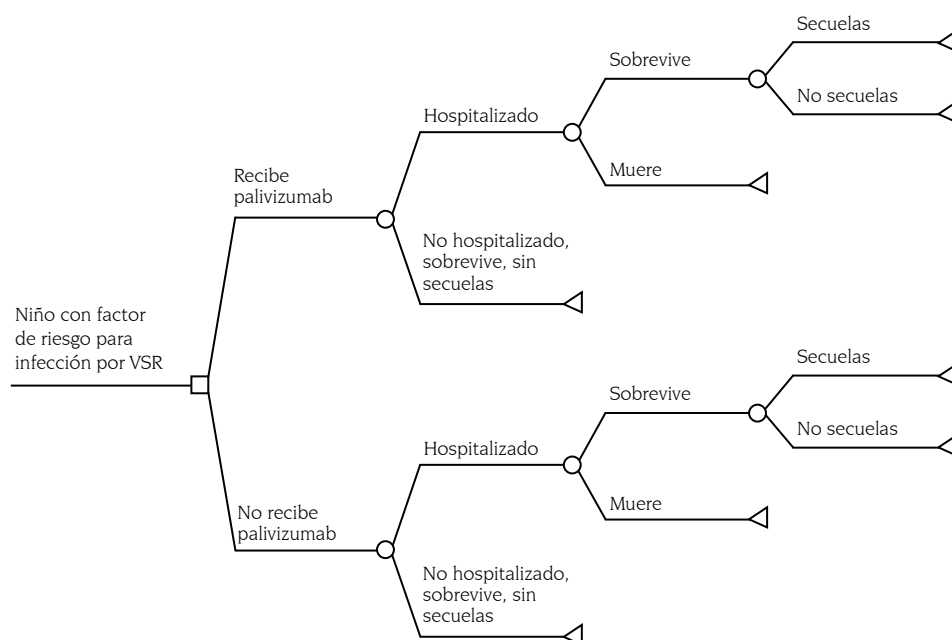 Secuelas
Sobrevive
No secuelas
Hospitalizado
Muere
Recibe
palivizumab
No hospitalizado,
sobrevive, sin
secuelas
Niño con factor
de riesgo para
infección por VSR
Secuelas
Sobrevive
No secuelas
Hospitalizado
Muere
No recibe
palivizumab
No hospitalizado,
sobrevive, sin
secuelas